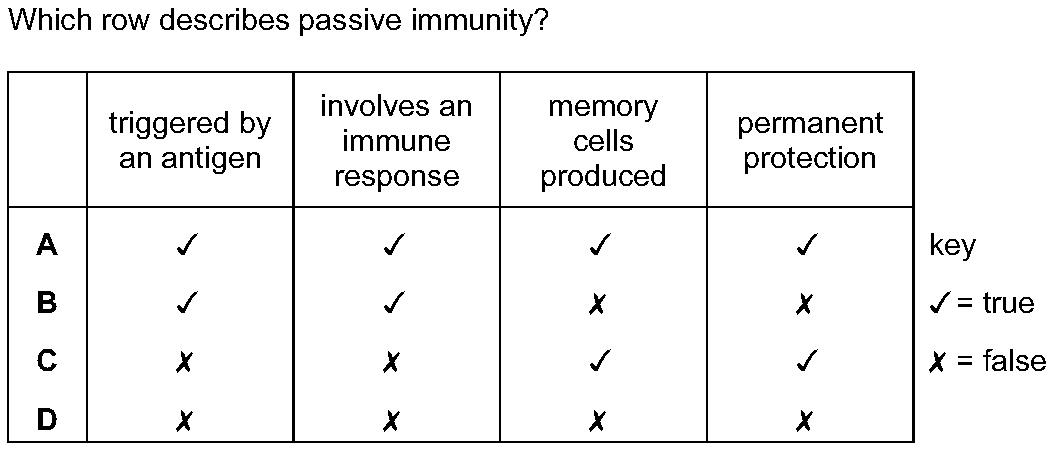 Which row describes passive immunity?
triggered by
an antigen
involves an
immune
response
memory
cells
produced
permanent
protection
A ✓ ✓ ✓ ✓
B ✓ ✓ ✗ ✗
C ✗ ✗ ✓ ✓
D ✗ ✗ ✗ ✗
key
✓ = true
✗ = false